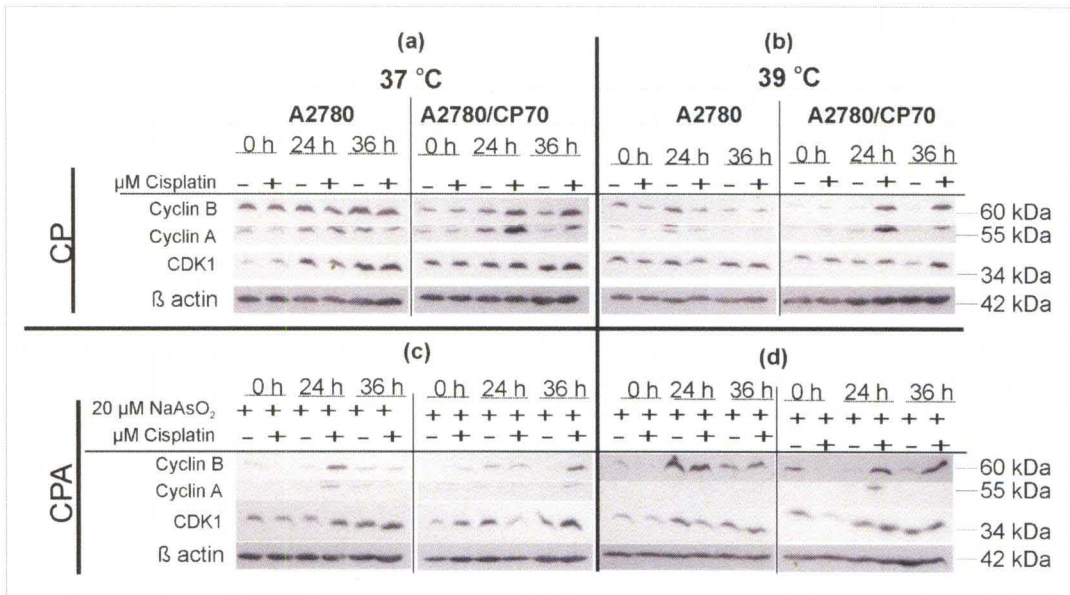 (a) (b)
37 °C 39 °C
A2780 A2780/CP70 A2780 A2780/CP70
0 h 24 h 36 h 0 h 24 h 36 h 0 h 24 h 36 h 0 h 24 h 36 h
µM Cisplatin – + – + – + – + – + – + – + – + – + – + – + – +
CP
Cyclin B 60 kDa
Cyclin A 55 kDa
CDK1 34 kDa
ß actin 42 kDa
(c) (d)
0 h 24 h 36 h 0 h 24 h 36 h 0 h 24 h 36 h 0 h 24 h 36 h
20 µM NaAsO₂ + + + + + + + + + + + + + + + + + + + + + + + +
µM Cisplatin – + – + – + – + – + – + – + – + – + – + – + – +
CPA
Cyclin B 60 kDa
Cyclin A 55 kDa
CDK1 34 kDa
ß actin 42 kDa